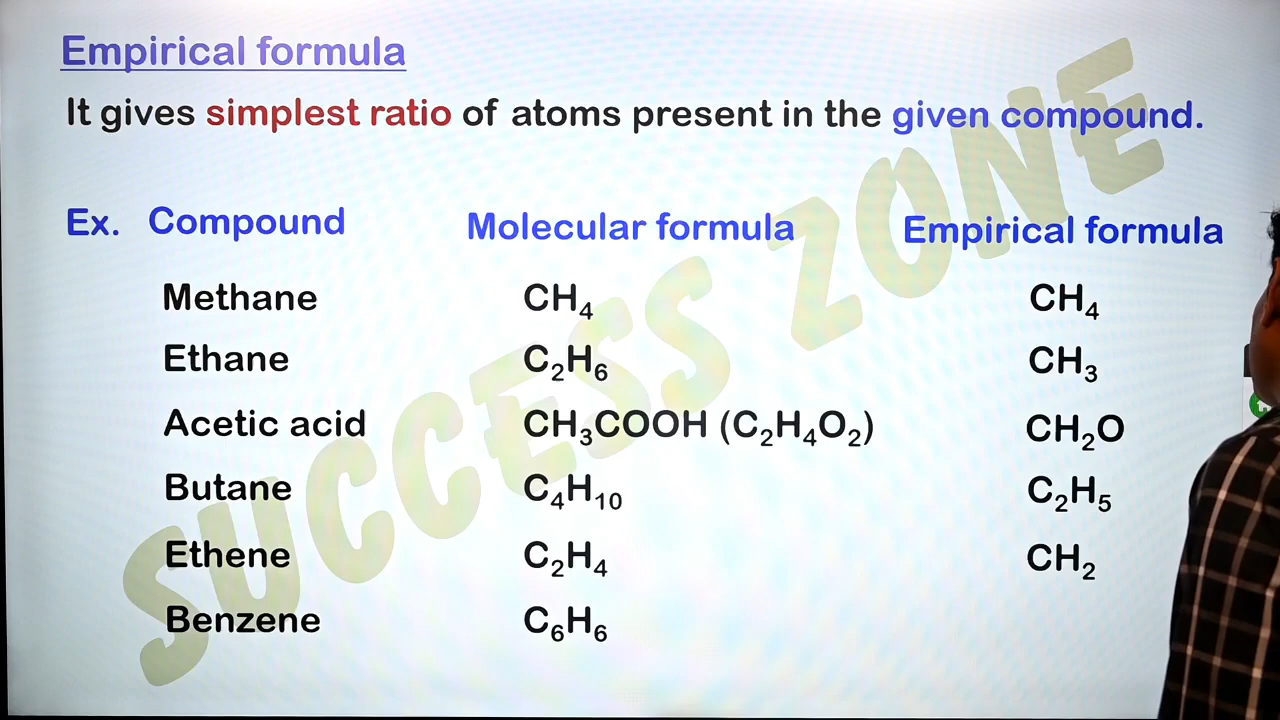 Empirical formula
It gives simplest ratio of atoms present in the given compound.
Ex. Compound Molecular formula Empirical formula
Methane CH₄ CH₄
Ethane C₂H₆ CH₃
Acetic acid CH₃COOH (C₂H₄O₂) CH₂O
Butane C₄H₁₀ C₂H₅
Ethene C₂H₄ CH₂
Benzene C₆H₆
SUCCESS ZONE